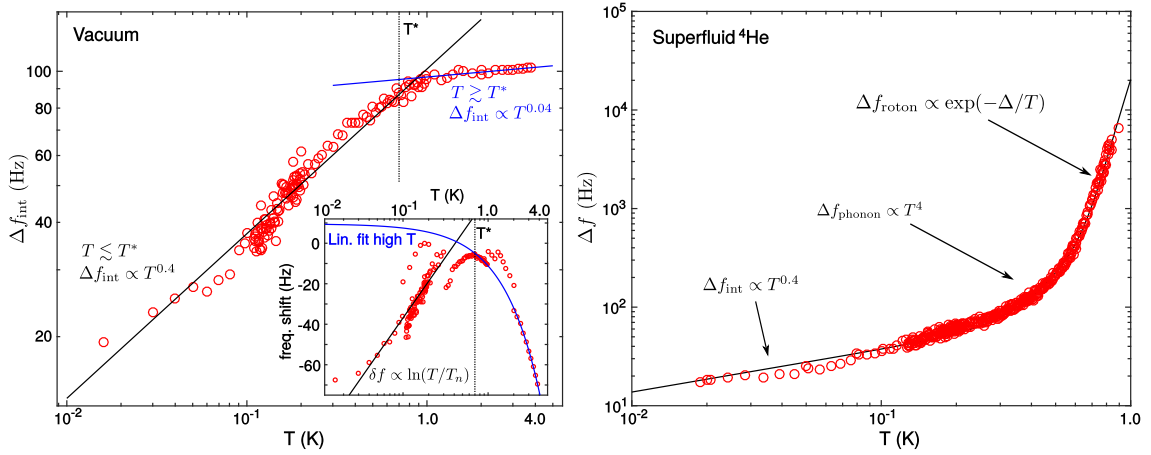 Vacuum
T*
100
80
60
40
20
Δf_int (Hz)
T ≳ T*
Δf_int ∝ T^0.04
T ≲ T*
Δf_int ∝ T^0.4
10^-2
10^-1
1.0
2.0
4.0
T (K)
T (K)
10^-2
10^-1
1.0
4.0
Lin. fit high T
T*
0
-20
-40
-60
freq. shift (Hz)
δf ∝ ln(T/T_n)
Superfluid ^4He
10^5
10^4
10^3
10^2
10^1
Δf (Hz)
Δf_roton ∝ exp(−Δ/T)
Δf_phonon ∝ T^4
Δf_int ∝ T^0.4
10^-2
10^-1
1.0
T (K)